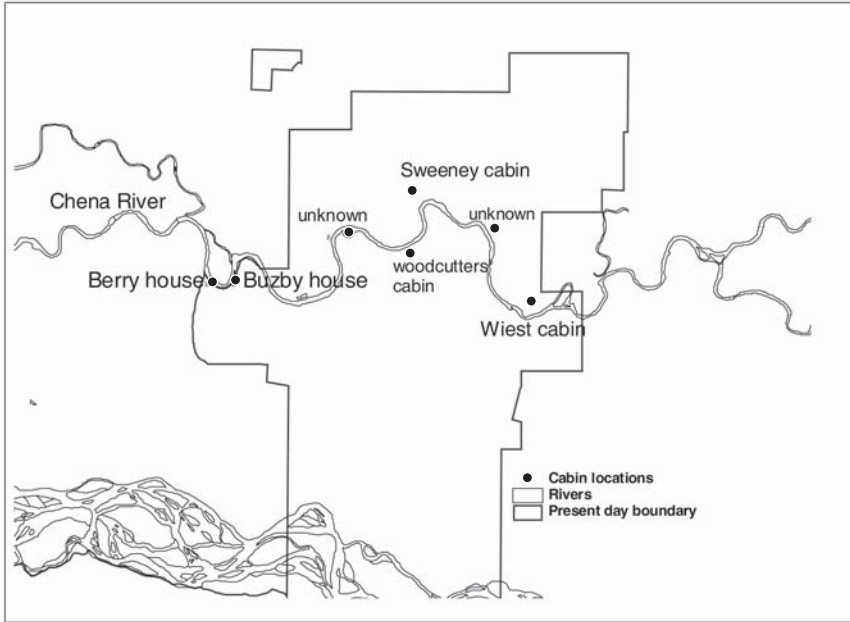 Sweeney cabin
Chena River
unknown
unknown
woodcutters'
cabin
Berry house
Buzby house
Wiest cabin
Cabin locations
Rivers
Present day boundary